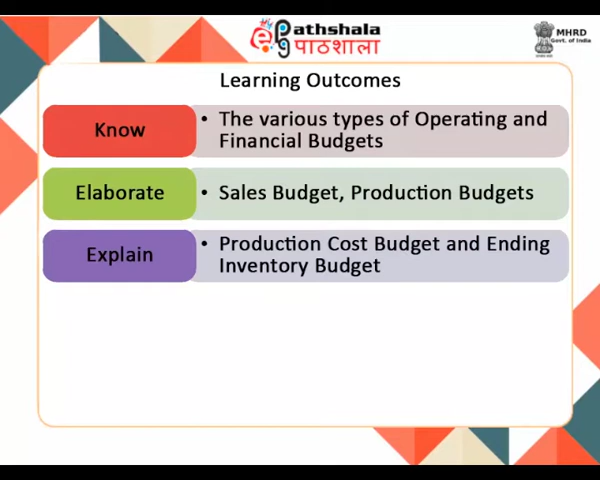 ePathshala
पाठशाला
MHRD
Govt. of India
Learning Outcomes
Know
• The various types of Operating and
Financial Budgets
Elaborate
• Sales Budget, Production Budgets
Explain
• Production Cost Budget and Ending
Inventory Budget